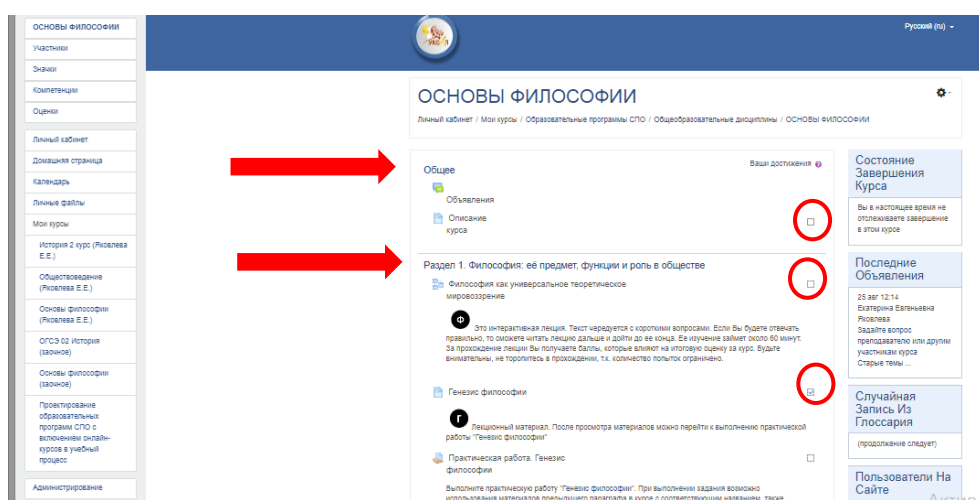 ОСНОВЫ ФИЛОСОФИИ
Участники
Значки
Компетенции
Оценки
Личный кабинет
Домашняя страница
Календарь
Личные файлы
Мои курсы
История 2 курс (Яковлева
Е.Е.)
Обществоведение
(Яковлева Е.Е.)
Основы философии
(Яковлева Е.Е.)
ОГСЭ 02 История
(заочное)
Основы философии
(заочное)
Проектирование
образовательных
программ СПО с
включением онлайн-
курсов в учебный
процесс
Администрирование
Русский (ru)
ОСНОВЫ ФИЛОСОФИИ
Личный кабинет / Мои курсы / Образовательные программы СПО / Общеобразовательные дисциплины / ОСНОВЫ ФИЛОСОФИИ
Общее
Ваши достижения
Объявления
Описание
курса
Раздел 1. Философия: её предмет, функции и роль в обществе
Философия как универсальное теоретическое
мировоззрение
Ф
Это интерактивная лекция. Текст чередуется с короткими вопросами. Если Вы будете отвечать
правильно, то сможете читать лекцию дальше и дойти до ее конца. Ее изучение займет около 60 минут.
За прохождение лекции Вы получаете баллы, которые влияют на итоговую оценку за курс. Будьте
внимательны, не торопитесь в прохождении, т.к. количество попыток ограничено.
Генезис философии
Г
Лекционный материал. После просмотра материалов можно перейти к выполнению практической
работы "Генезис философии"
Практическая работа. Генезис
философии
Выполните практическую работу "Генезис философии". При выполнении задания возможно
использования материалов предыдущего параграфа в курсе с соответствующим названием, также
Состояние
Завершения
Курса
Вы в настоящее время не
отслеживаете завершение
в этом курсе
Последние
Объявления
25 авг 12:14
Екатерина Евгеньевна
Яковлева
Задайте вопрос
преподавателю или другим
участникам курса
Старые темы ...
Случайная
Запись Из
Глоссария
(продолжение следует)
Пользователи На
Сайте